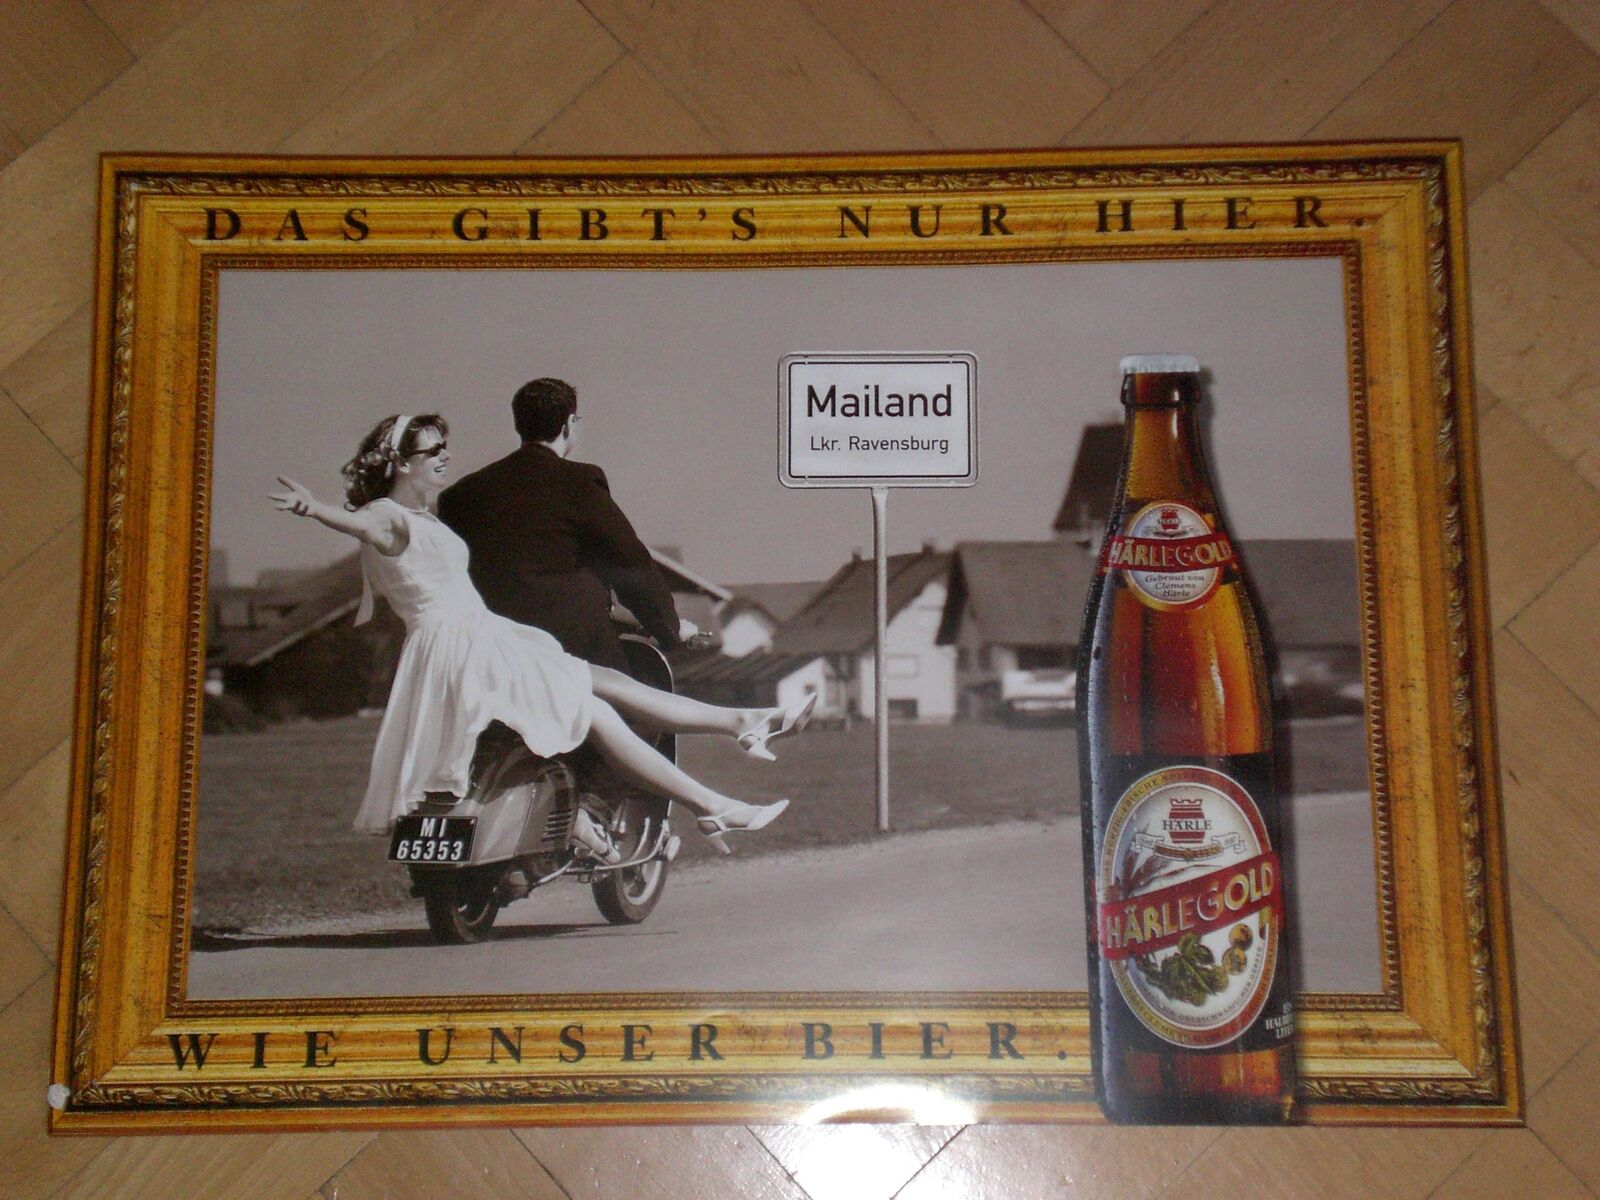 DAS GIBT'S NUR HIER.
Mailand
Lkr. Ravensburg
HÄRLEGOLD
Gebraut von
Clemens
Härle
MI
65353
HÄRLE
HÄRLEGOLD
WIE UNSER BIER.